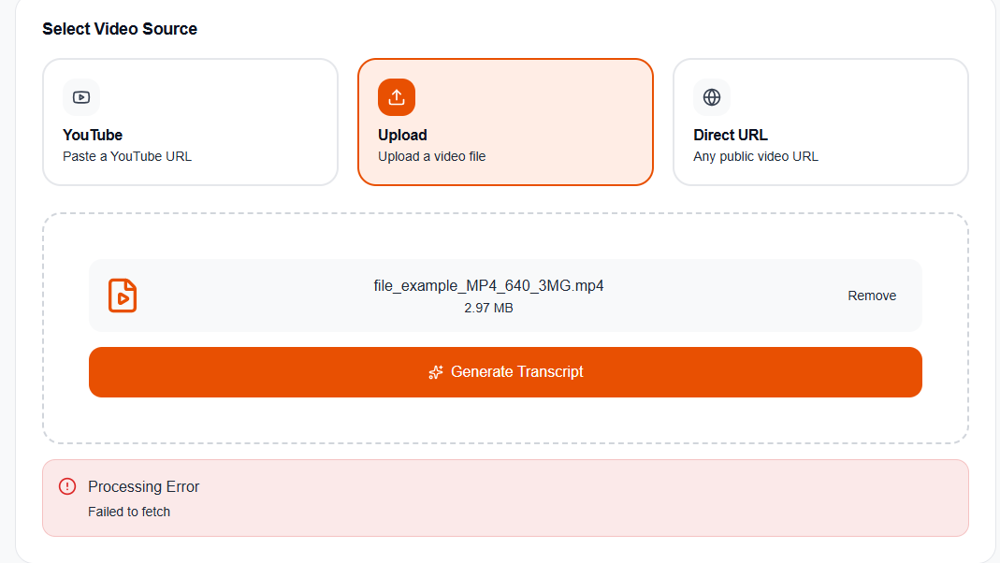 Select Video Source
YouTube
Paste a YouTube URL
Upload
Upload a video file
Direct URL
Any public video URL
file_example_MP4_640_3MG.mp4
2.97 MB
Remove
Generate Transcript
Processing Error
Failed to fetch